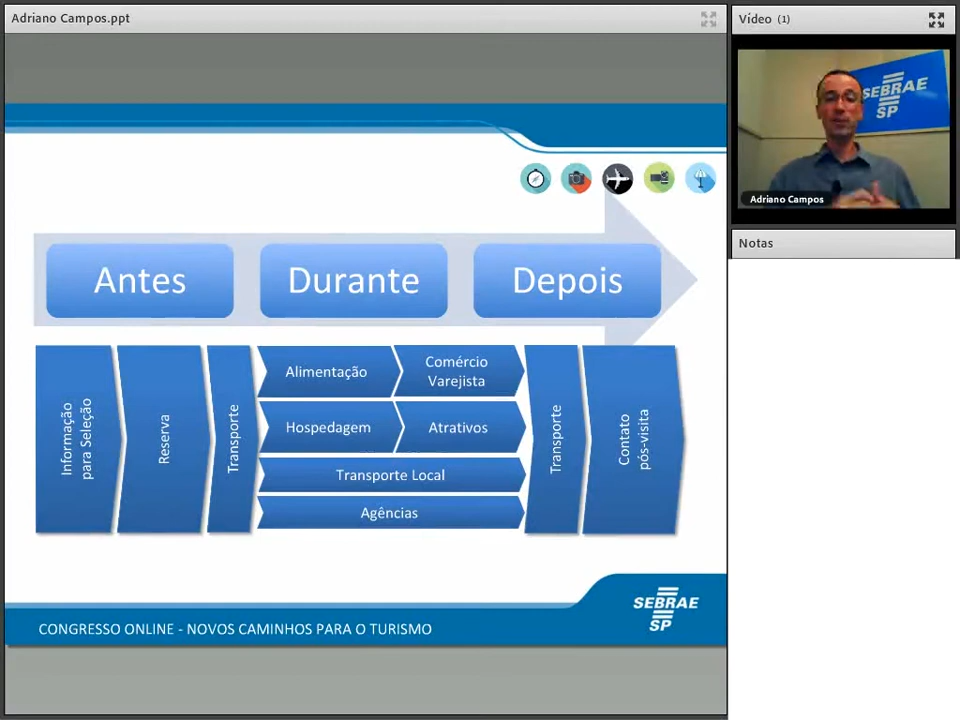 Adriano Campos.ppt
Vídeo (1)
SEBRAE
SP
Adriano Campos
Notas
Antes
Durante
Depois
Informação
para Seleção
Reserva
Transporte
Alimentação
Comércio
Varejista
Hospedagem
Atrativos
Transporte Local
Agências
Transporte
Contato
pós-visita
SEBRAE
SP
CONGRESSO ONLINE - NOVOS CAMINHOS PARA O TURISMO